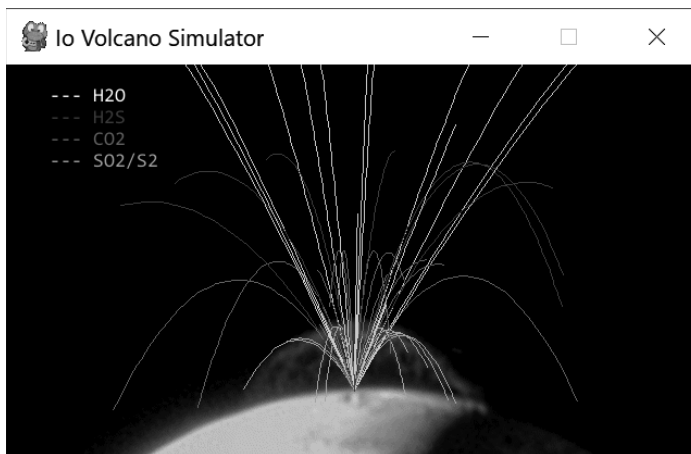 Io Volcano Simulator
--- H2O
--- H2S
--- CO2
--- SO2/S2